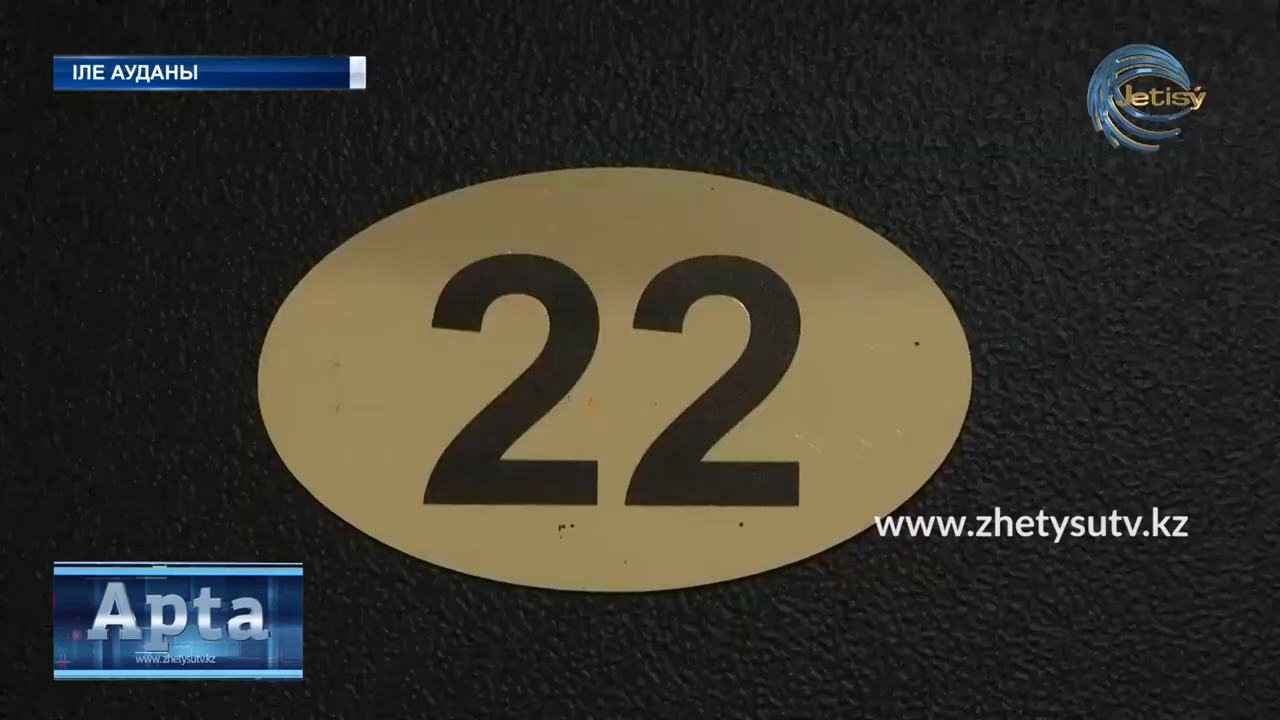 ІЛЕ АУДАНЫ
Jetisý
22
www.zhetysutv.kz
Apta
www.zhetysutv.kz